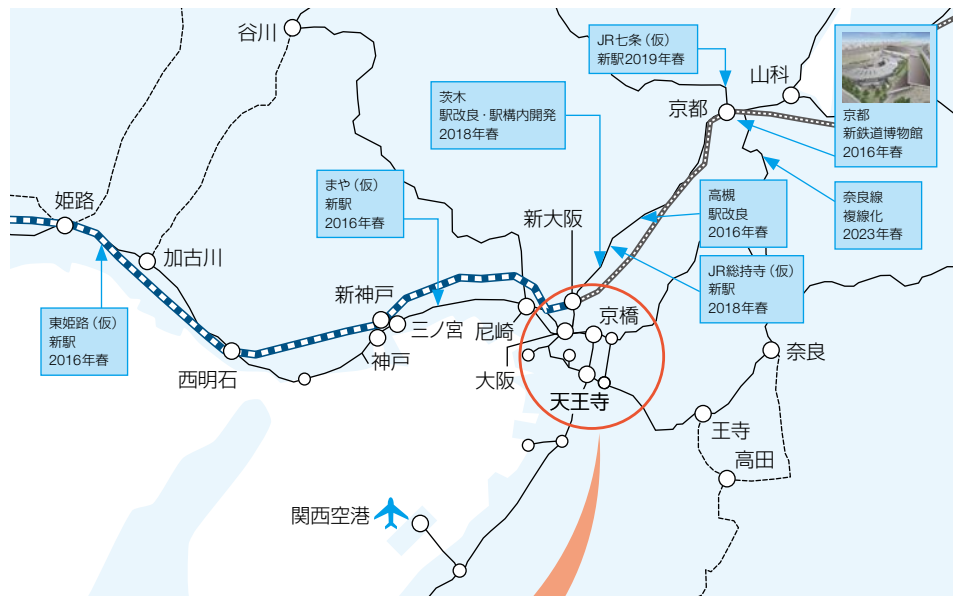 谷川
JR七条（仮）
新駅2019年春
山科
京都
京都
新鉄道博物館
2016年春
茨木
駅改良・駅構内開発
2018年春
まや（仮）
新駅
2016年春
高槻
駅改良
2016年春
奈良線
複線化
2023年春
姫路
新大阪
加古川
JR総持寺（仮）
新駅
2018年春
新神戸
東姫路（仮）
新駅
2016年春
三ノ宮
尼崎
京橋
神戸
西明石
大阪
奈良
天王寺
王寺
高田
関西空港